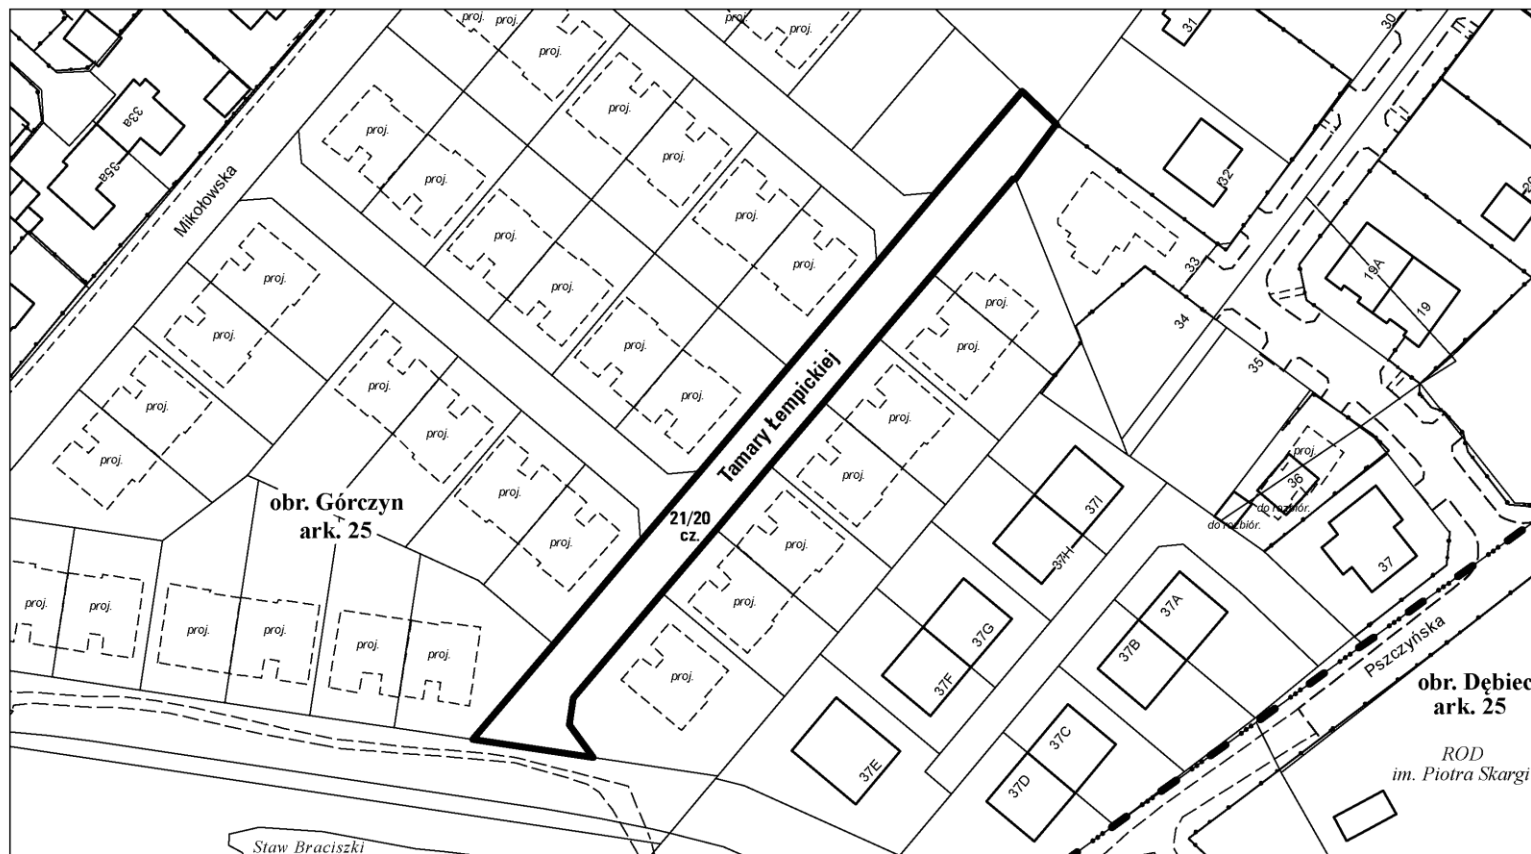 proj.
proj.
proj.
31
30
proj.
proj.
proj.
33a
proj.
proj.
35a
proj.
32
20
Mikołowska
proj.
proj.
proj.
proj.
proj.
33
19A
proj.
proj.
19
proj.
34
proj.
proj.
proj.
35
proj.
proj.
Tamary Łempickiej
proj.
proj.
proj.
proj.
proj.
proj.
36
obr. Górczyn
ark. 25
proj.
37I
do rozbiór.
do rozbiór.
21/20
cz.
proj.
proj.
37H
37
proj.
proj.
proj.
37A
proj.
proj.
proj.
37G
37B
Pszczyńska
proj.
proj.
proj.
37F
obr. Dębiec
ark. 25
37C
37E
37D
ROD
im. Piotra Skargi
Staw Braciszki